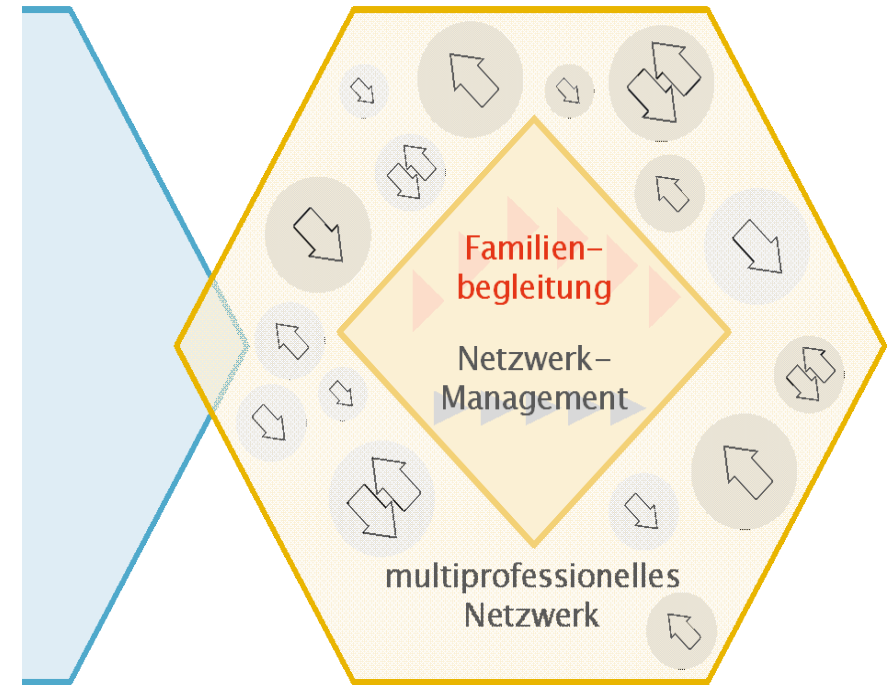 Familien-
begleitung
Netzwerk-
Management
multiprofessionelles
Netzwerk